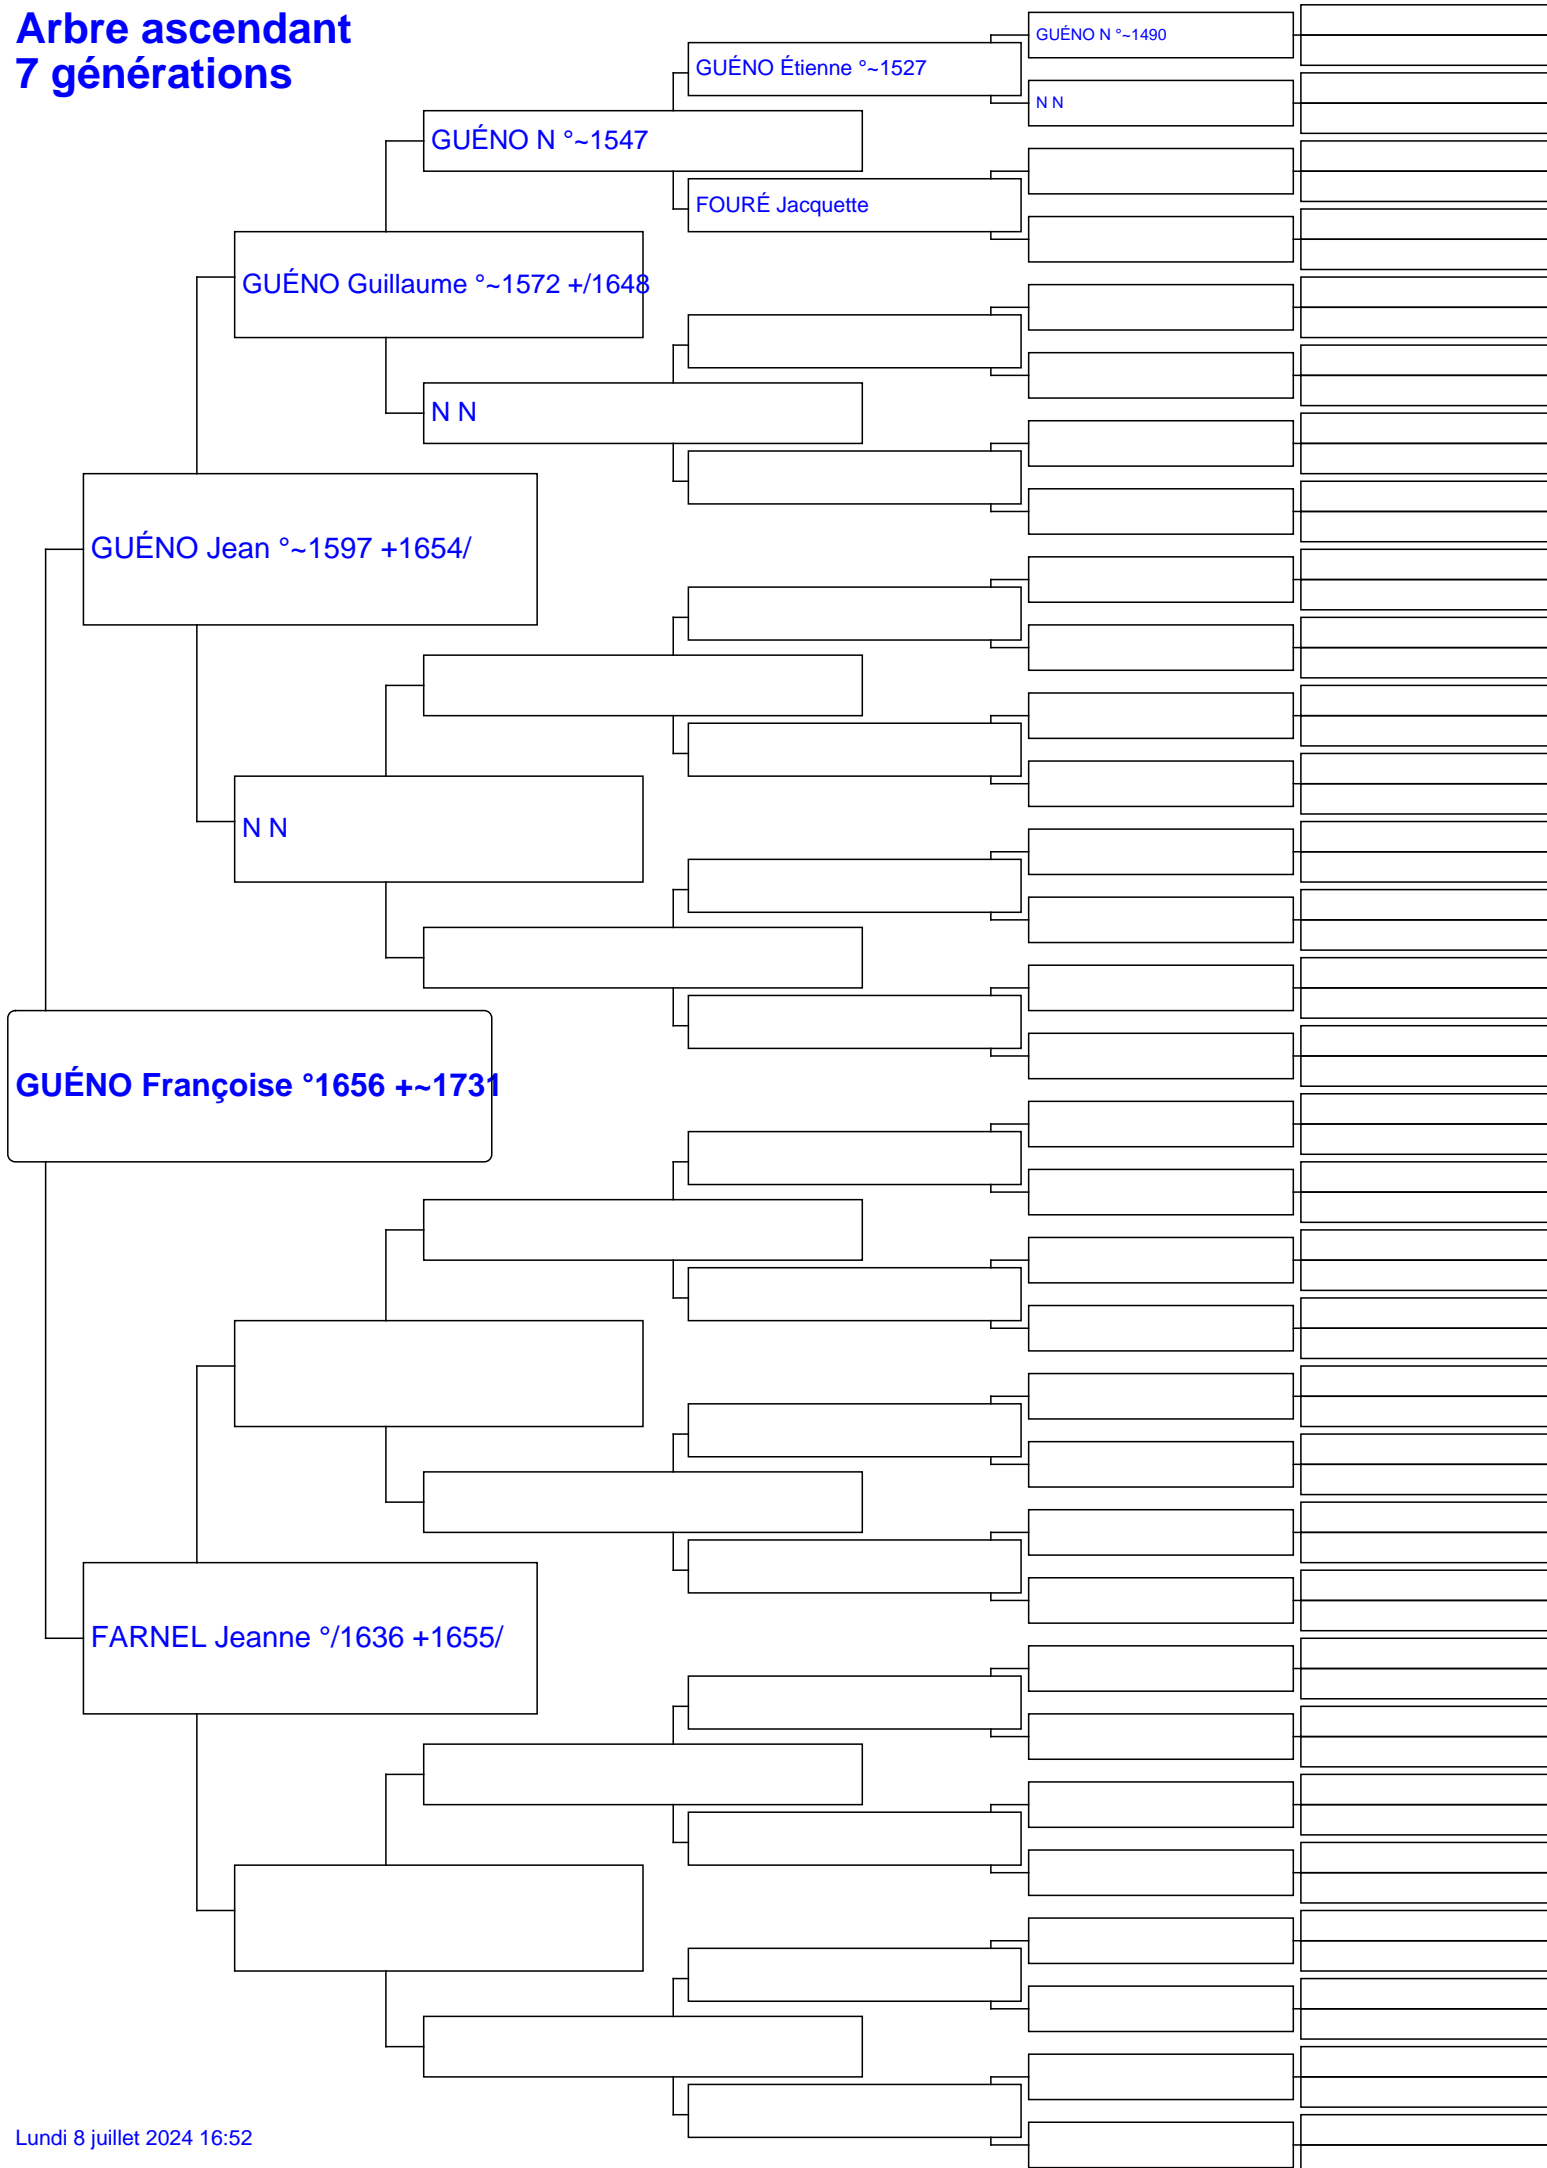 Arbre ascendant
7 générations
GUÉNO N °~1490
GUÉNO Étienne °~1527
N N
GUÉNO N °~1547
FOURÉ Jacquette
GUÉNO Guillaume °~1572 +/1648
N N
GUÉNO Jean °~1597 +1654/
N N
GUÉNO Françoise °1656 +~1731
FARNEL Jeanne °/1636 +1655/
Lundi 8 juillet 2024 16:52